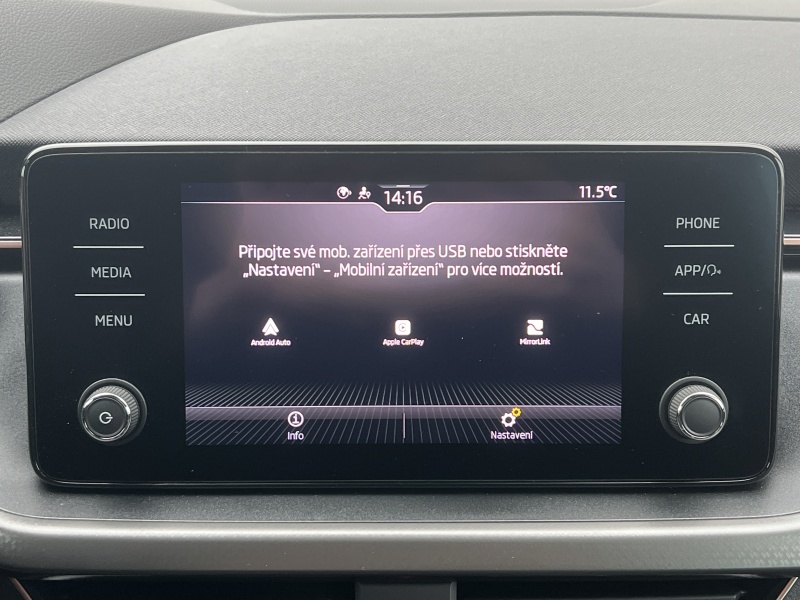 14:16
11.5°C
RADIO
MEDIA
MENU
Připojte své mob. zařízení přes USB nebo stiskněte
„Nastavení“ – „Mobilní zařízení“ pro více možností.
Android Auto
Apple CarPlay
MirrorLink
Info
Nastavení
PHONE
APP/
CAR